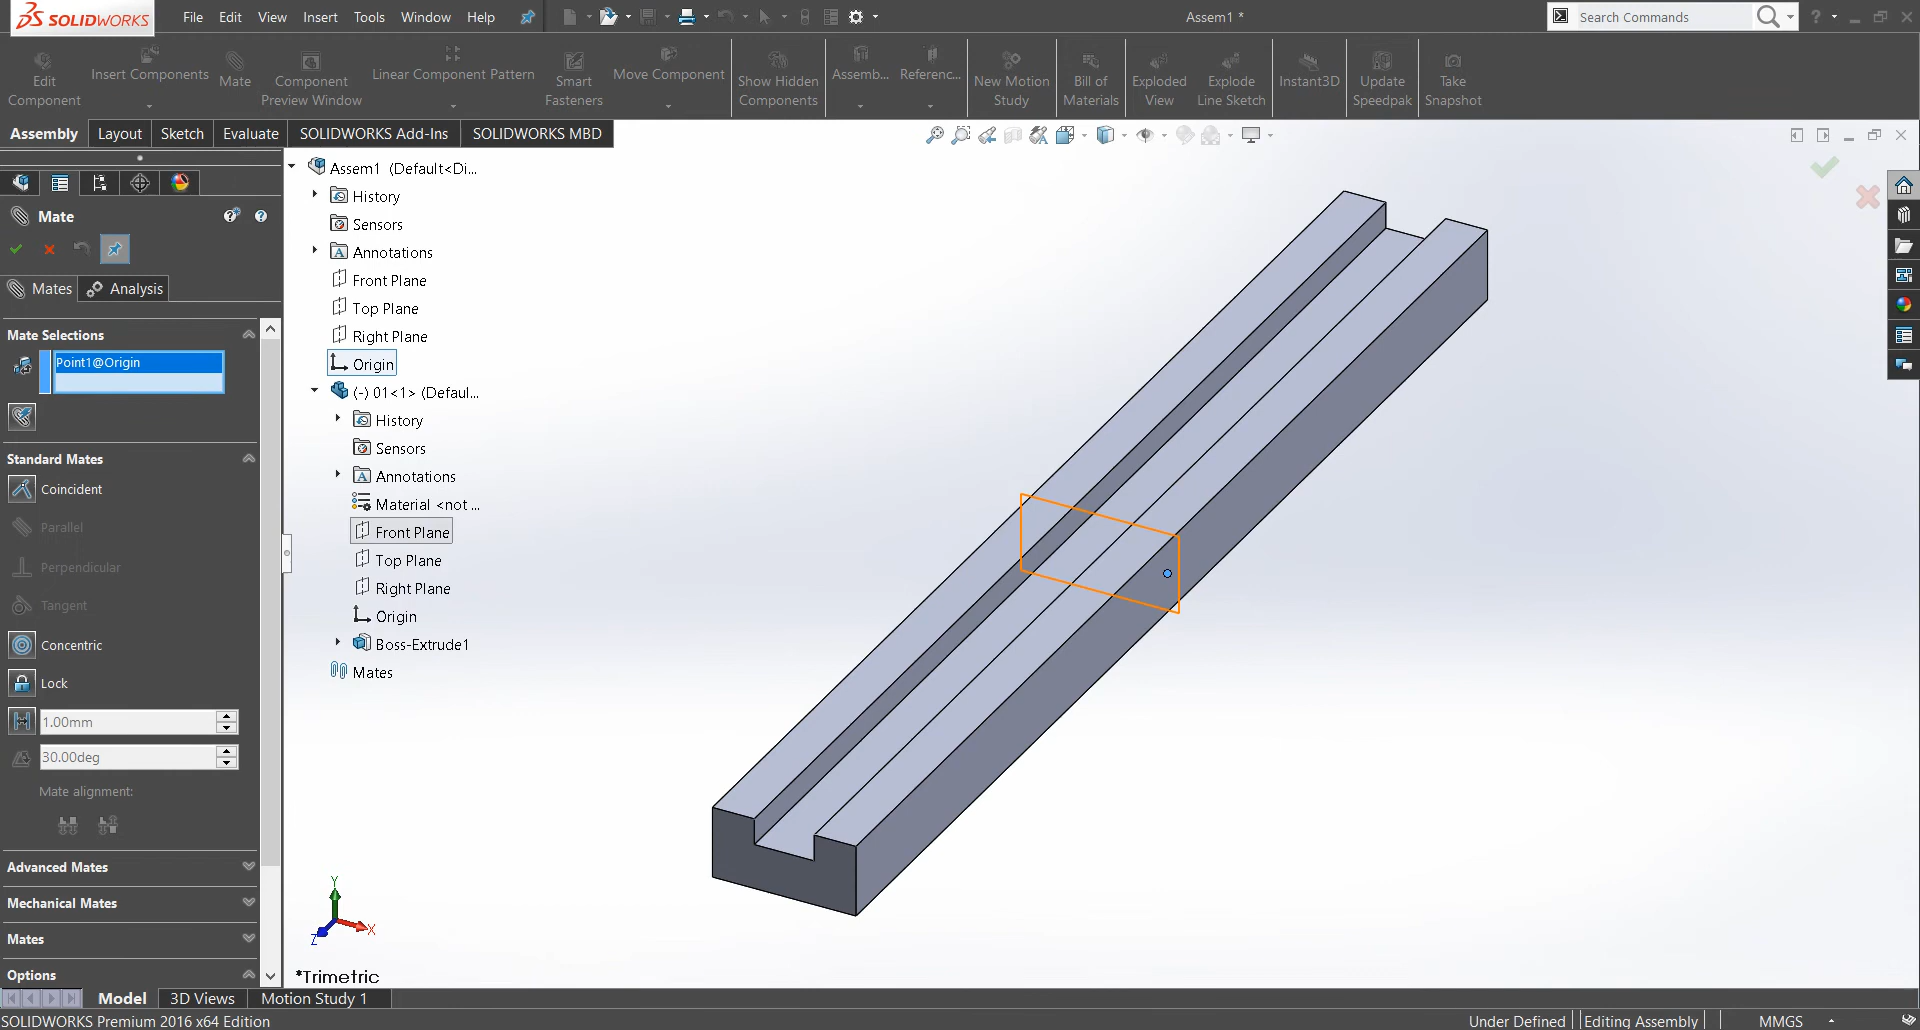 SOLIDWORKS File Edit View Insert Tools Window Help Assem1 * Search Commands ?
Edit Component Insert Components Mate Component Preview Window Linear Component Pattern Smart Fasteners Move Component Show Hidden Components Assemb... Referenc... New Motion Study Bill of Materials Exploded View Explode Line Sketch Instant3D Update Speedpak Take Snapshot
Assembly Layout Sketch Evaluate SOLIDWORKS Add-Ins SOLIDWORKS MBD
Mate
Mates Analysis
Mate Selections
Point1@Origin
Standard Mates
Coincident
Parallel
Perpendicular
Tangent
Concentric
Lock
1.00mm
30.00deg
Mate alignment:
Advanced Mates
Mechanical Mates
Mates
Options
Assem1 (Default<Di...
History
Sensors
Annotations
Front Plane
Top Plane
Right Plane
Origin
(-) 01<1> (Defaul...
History
Sensors
Annotations
Material <not ...
Front Plane
Top Plane
Right Plane
Origin
Boss-Extrude1
Mates
Y
X
Z
*Trimetric
Model 3D Views Motion Study 1
SOLIDWORKS Premium 2016 x64 Edition Under Defined Editing Assembly MMGS